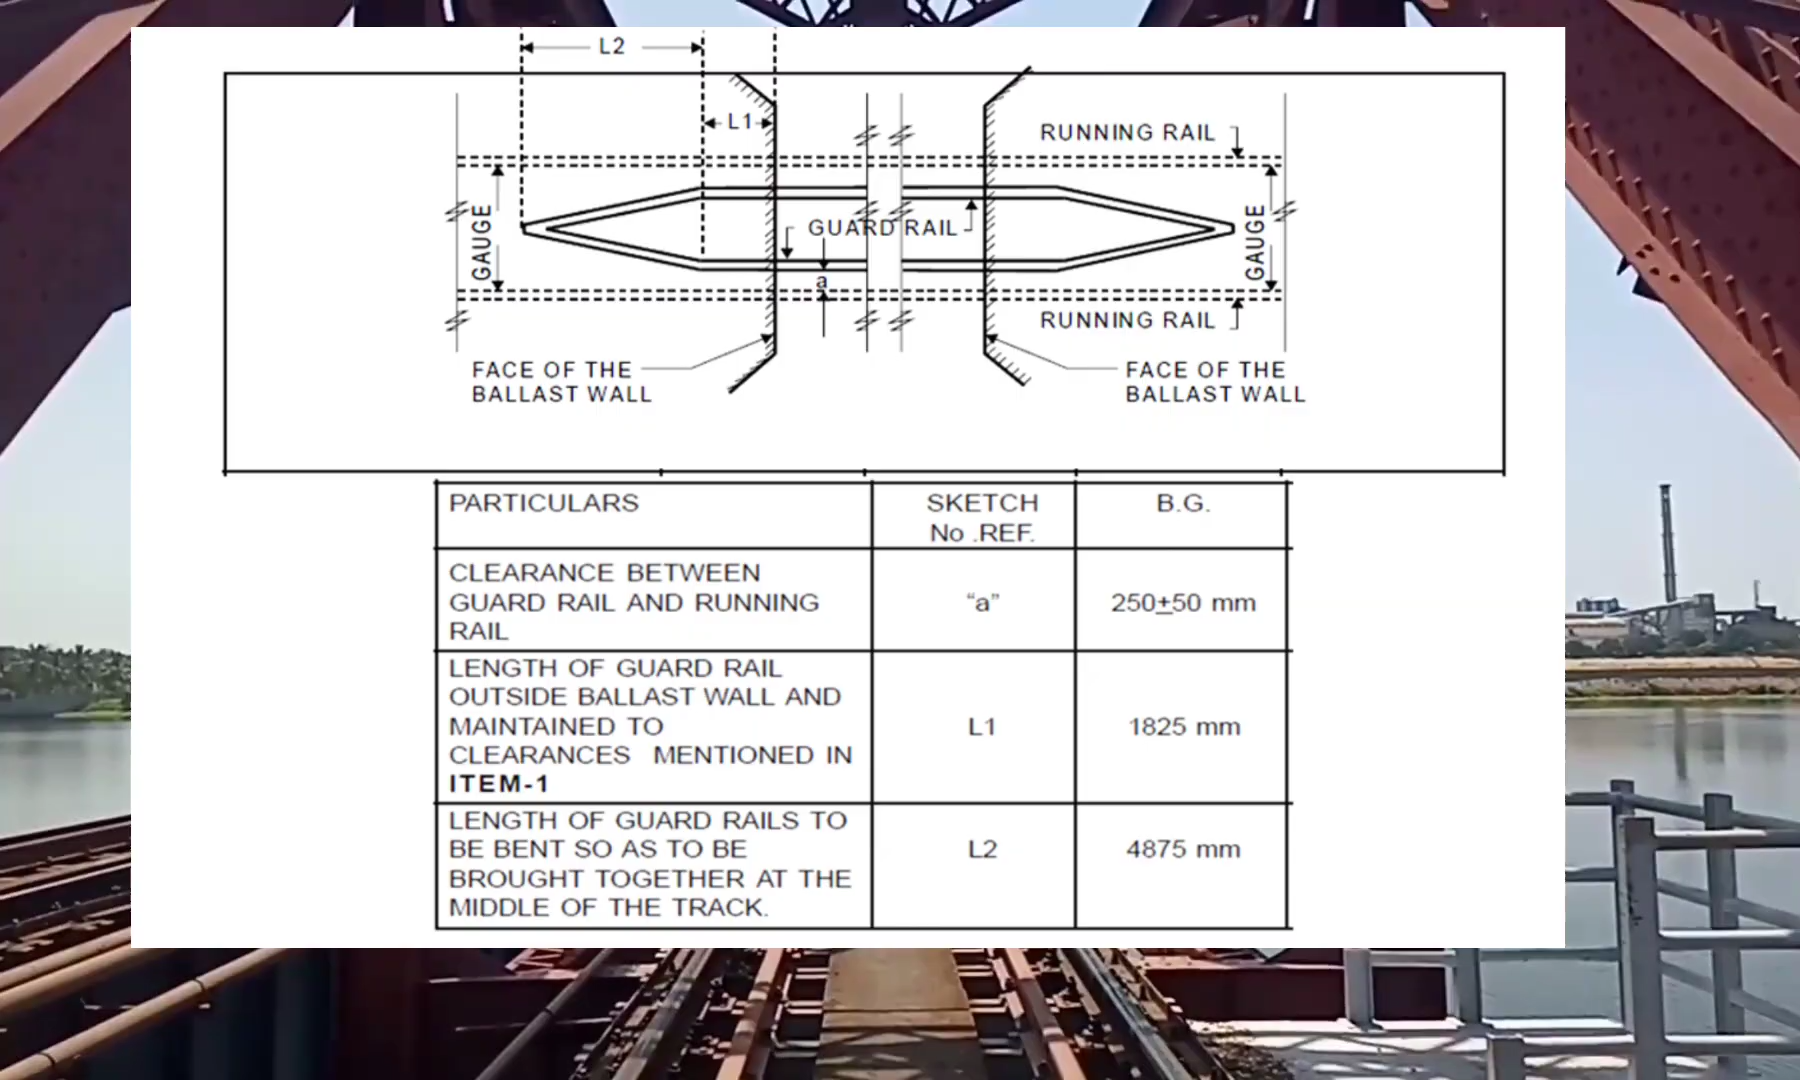 L2
L1
RUNNING RAIL
GAUGE
GUARD RAIL
GAUGE
a
RUNNING RAIL
FACE OF THE
BALLAST WALL
FACE OF THE
BALLAST WALL
PARTICULARS
SKETCH
No .REF.
B.G.
CLEARANCE BETWEEN
GUARD RAIL AND RUNNING
RAIL
“a”
250±50 mm
LENGTH OF GUARD RAIL
OUTSIDE BALLAST WALL AND
MAINTAINED TO
CLEARANCES MENTIONED IN
ITEM-1
L1
1825 mm
LENGTH OF GUARD RAILS TO
BE BENT SO AS TO BE
BROUGHT TOGETHER AT THE
MIDDLE OF THE TRACK.
L2
4875 mm